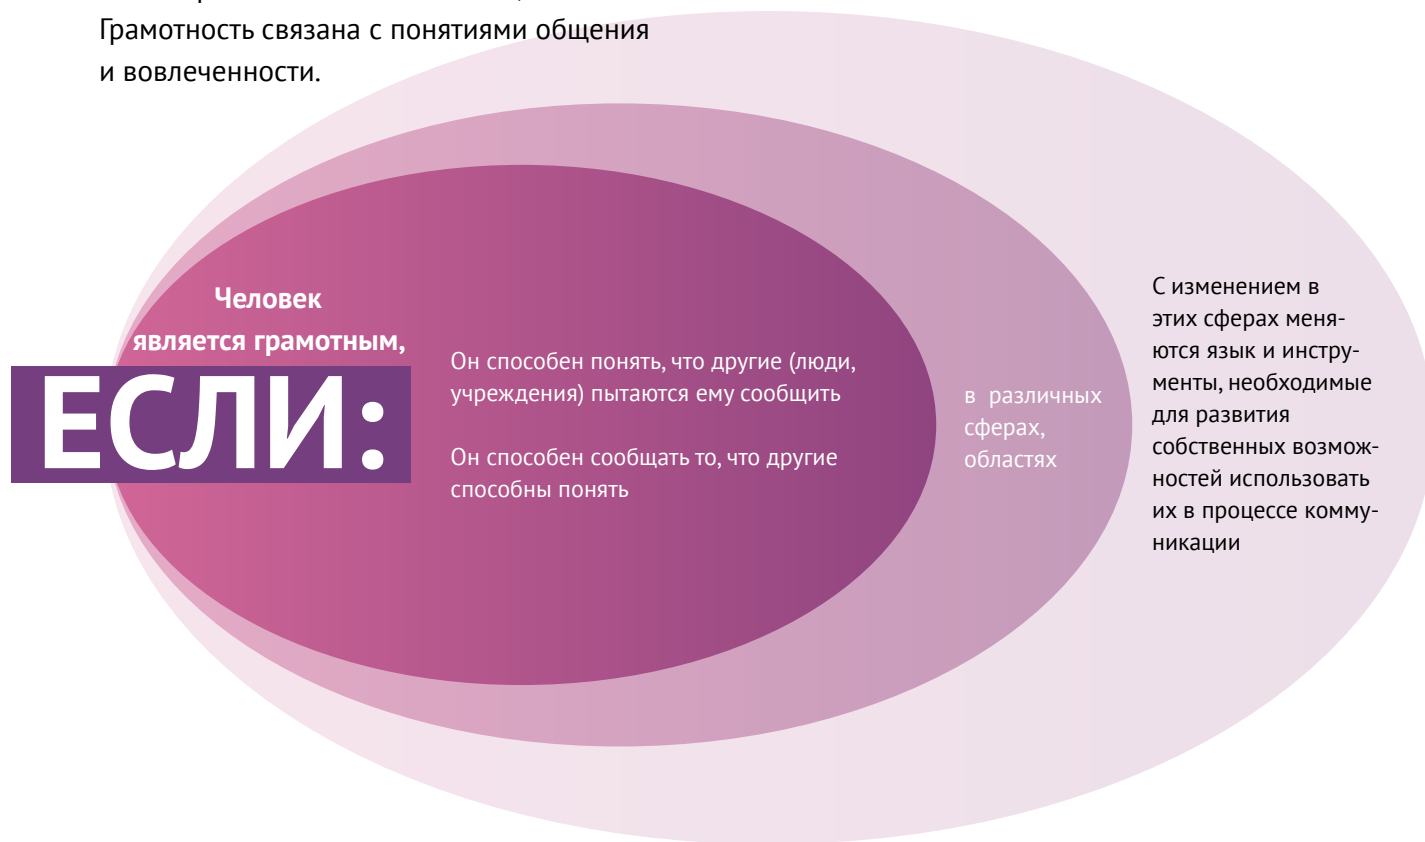 Грамотность связана с понятиями общения
и вовлеченности.
Человек
является грамотным,
ЕСЛИ:
Он способен понять, что другие (люди,
учреждения) пытаются ему сообщить
Он способен сообщать то, что другие
способны понять
в различных
сферах,
областях
С изменением в
этих сферах меня-
ются язык и инстру-
менты, необходимые
для развития
собственных возмож-
ностей использовать
их в процессе комму-
никации